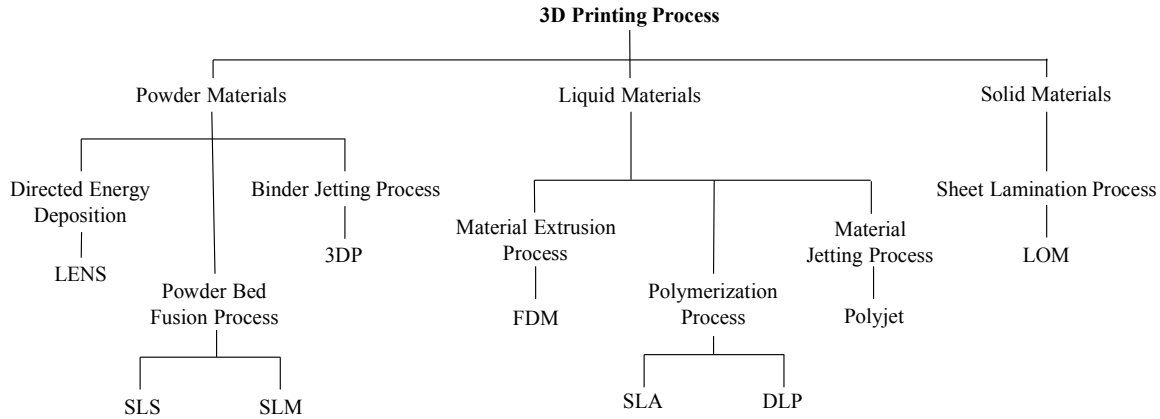 3D Printing Process
Powder Materials
Liquid Materials
Solid Materials
Directed Energy
Deposition
Binder Jetting Process
Sheet Lamination Process
Material Extrusion
Process
Material
Jetting Process
LENS
3DP
LOM
Powder Bed
Fusion Process
Polymerization
Process
FDM
Polyjet
SLS
SLM
SLA
DLP